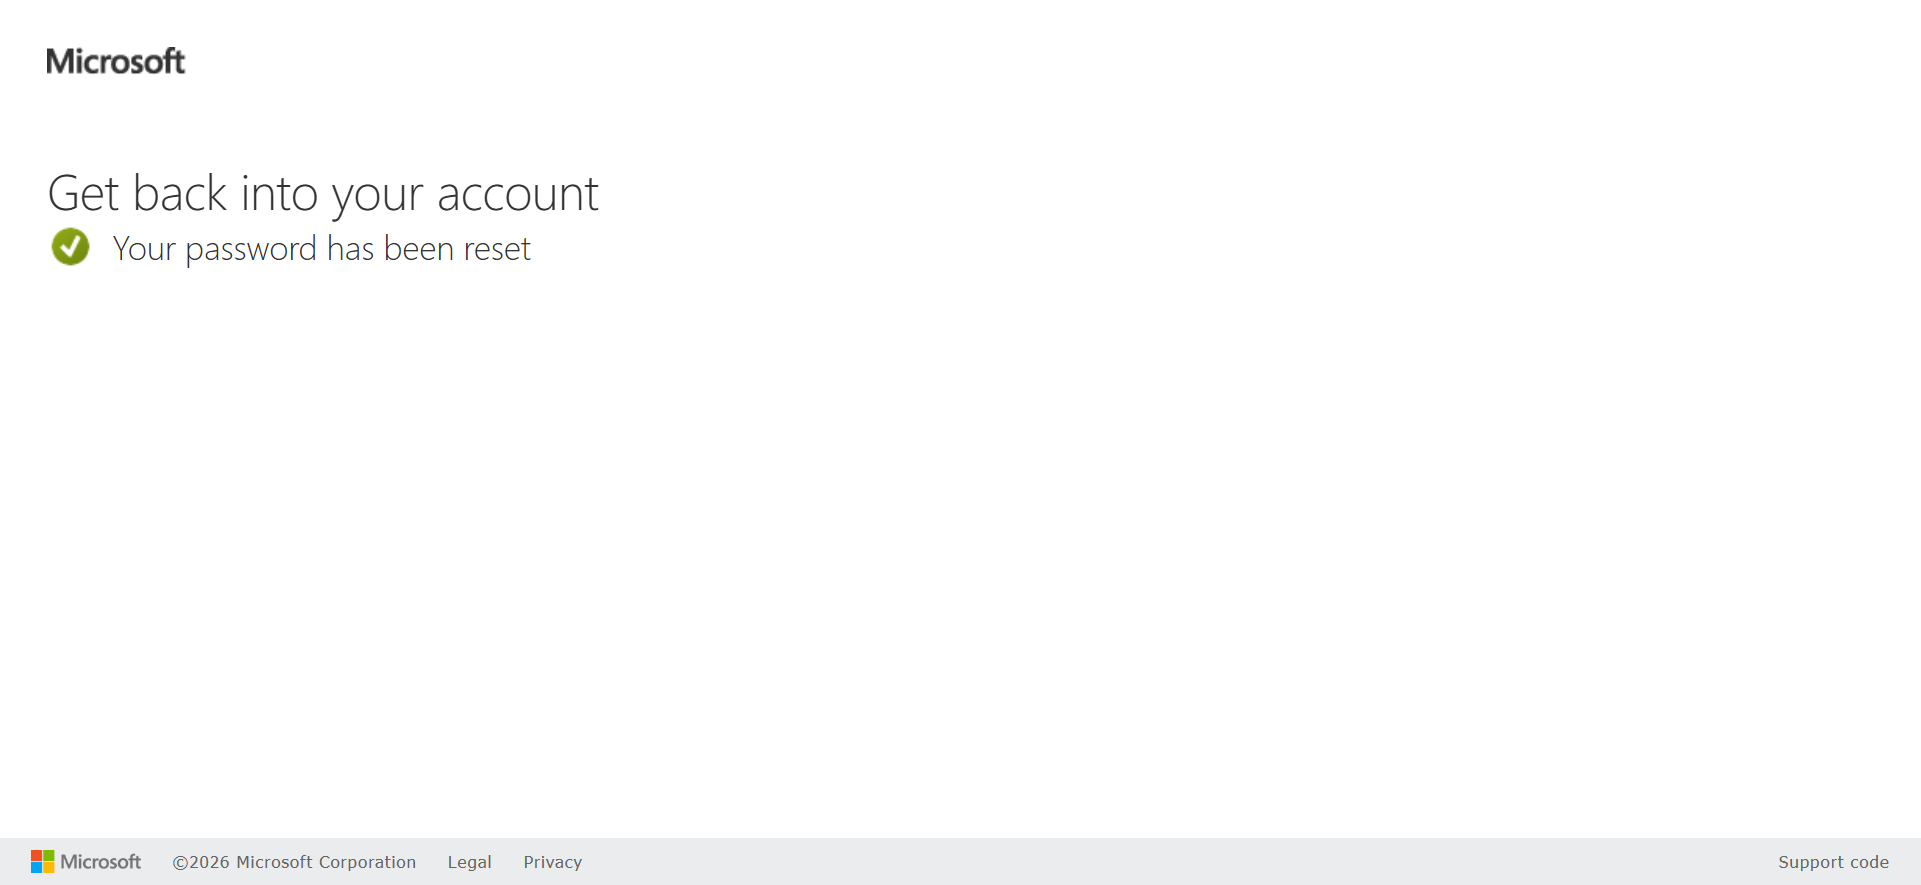 Microsoft
Get back into your account
Your password has been reset
Microsoft ©2026 Microsoft Corporation Legal Privacy Support code